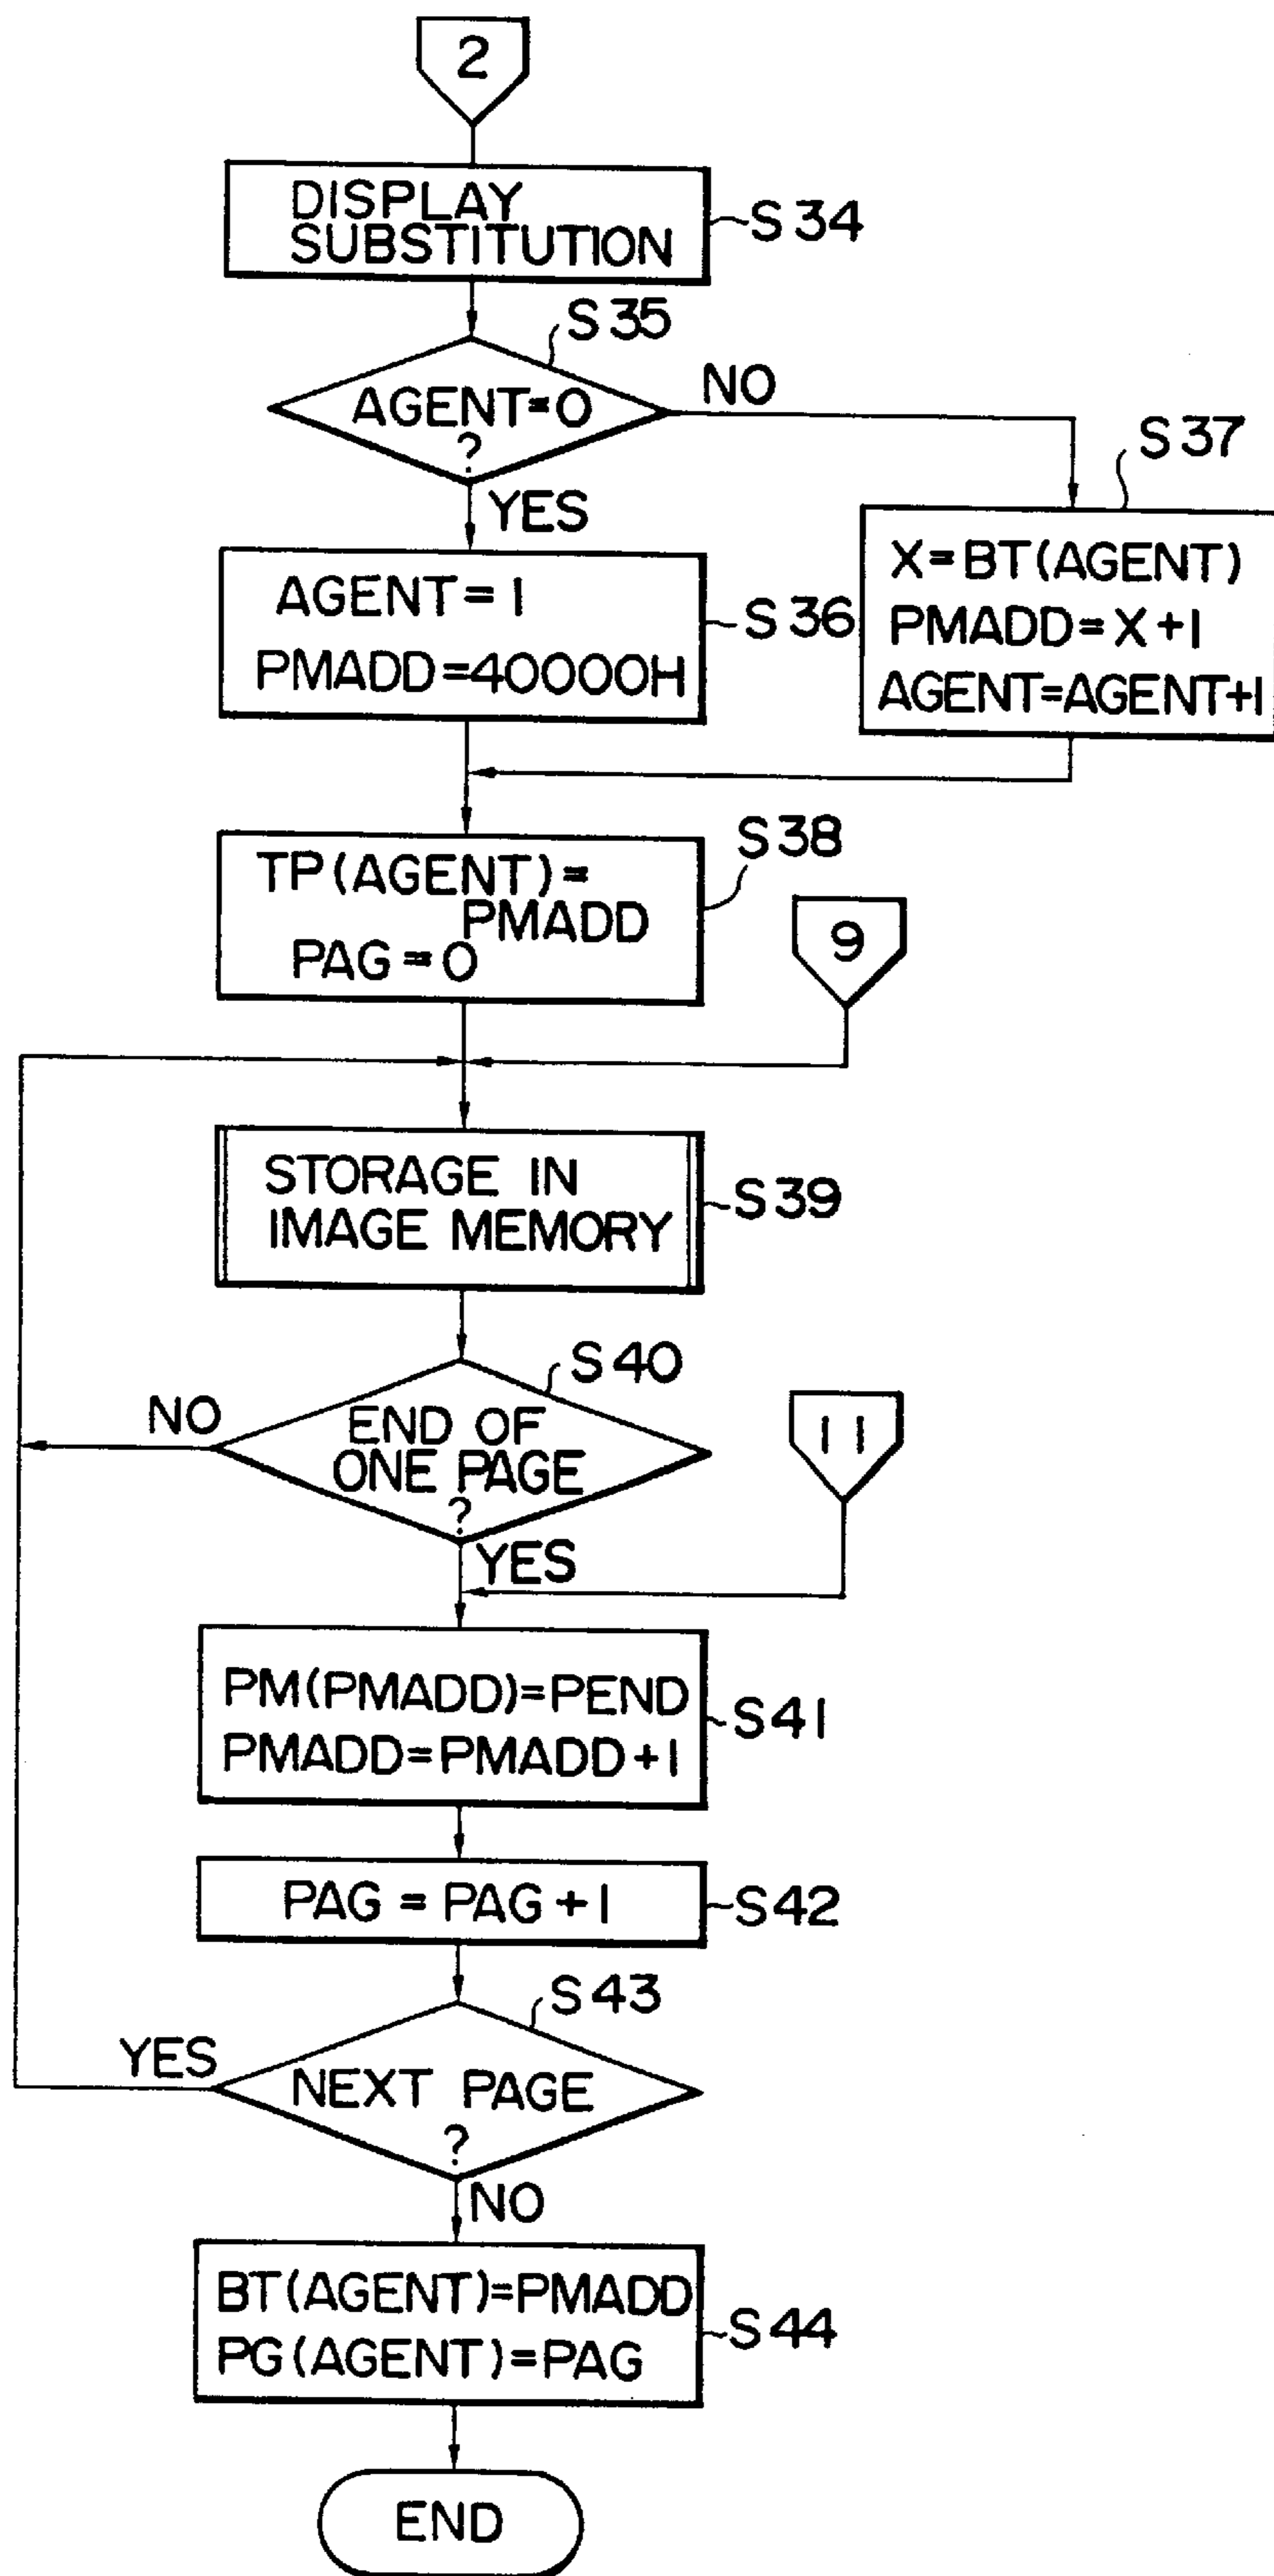 2
DISPLAY
SUBSTITUTION
S34
S35
AGENT=0
?
NO
YES
S37
X=BT(AGENT)
PMADD=X+1
AGENT=AGENT+1
AGENT=1
PMADD=40000H
S36
S38
TP(AGENT)=
PMADD
PAG=0
9
STORAGE IN
IMAGE MEMORY
S39
S40
NO
END OF
ONE PAGE
?
YES
11
PM(PMADD)=PEND
PMADD=PMADD+1
S41
PAG=PAG+1
S42
S43
YES
NEXT PAGE
?
NO
BT(AGENT)=PMADD
PG(AGENT)=PAG
S44
END